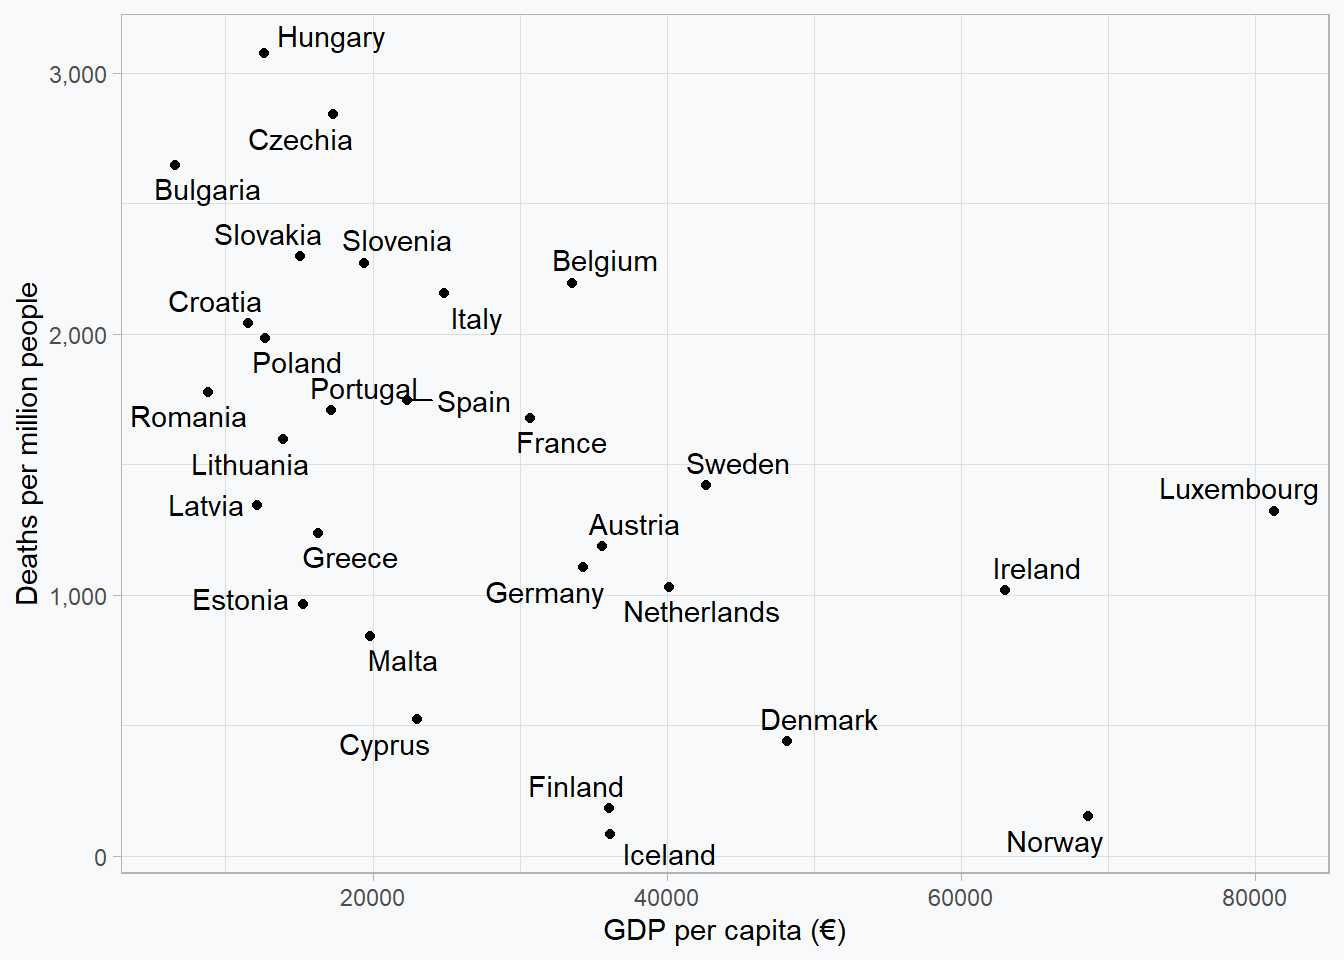 Hungary
3,000
Czechia
Bulgaria
Slovakia
Slovenia
Belgium
Croatia
Italy
2,000
Poland
Portugal
Spain
Romania
France
Lithuania
Sweden
Luxembourg
Latvia
Austria
Greece
Ireland
Germany
1,000
Estonia
Netherlands
Malta
Denmark
Cyprus
Finland
Norway
Iceland
0
Deaths per million people
20000
40000
60000
80000
GDP per capita (€)